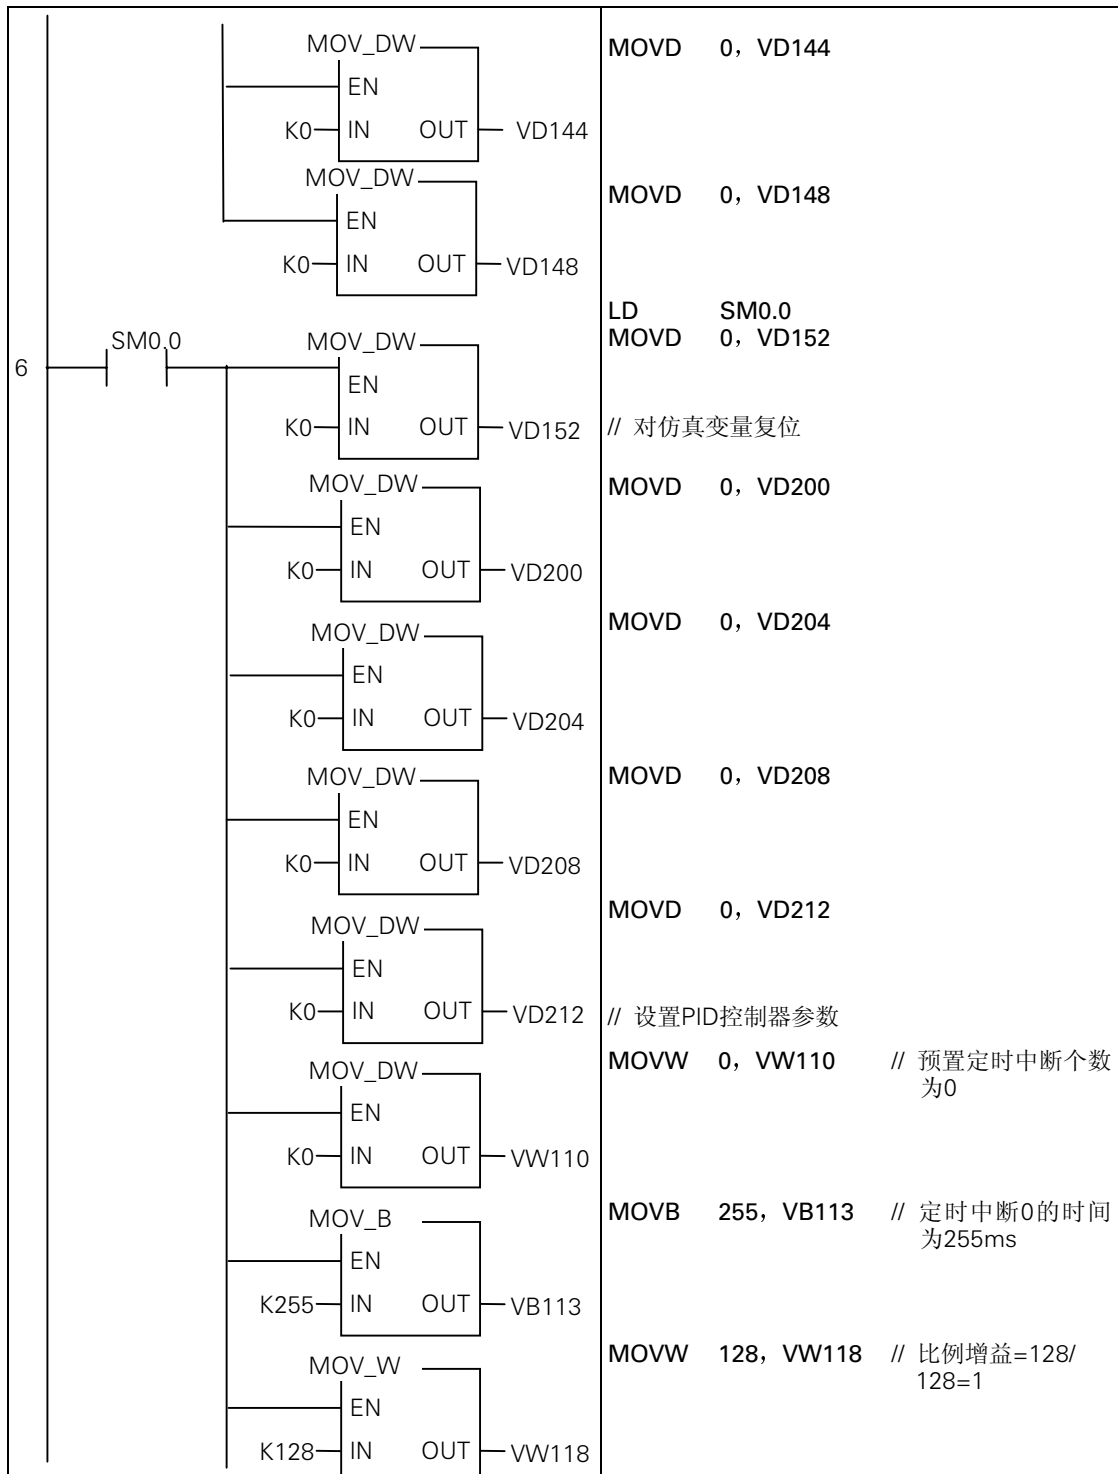 MOV_DW
EN
K0 IN OUT VD144
MOVD 0，VD144
MOV_DW
EN
K0 IN OUT VD148
MOVD 0，VD148
LD SM0.0
6 SM0.0
MOV_DW
EN
K0 IN OUT VD152
MOVD 0，VD152
// 对仿真变量复位
MOV_DW
EN
K0 IN OUT VD200
MOVD 0，VD200
MOV_DW
EN
K0 IN OUT VD204
MOVD 0，VD204
MOV_DW
EN
K0 IN OUT VD208
MOVD 0，VD208
MOV_DW
EN
K0 IN OUT VD212
MOVD 0，VD212
// 设置PID控制器参数
MOV_DW
EN
K0 IN OUT VW110
MOVW 0，VW110 // 预置定时中断个数
为0
MOV_B
EN
K255 IN OUT VB113
MOVB 255，VB113 // 定时中断0的时间
为255ms
MOV_W
EN
K128 IN OUT VW118
MOVW 128，VW118 // 比例增益=128/
128=1